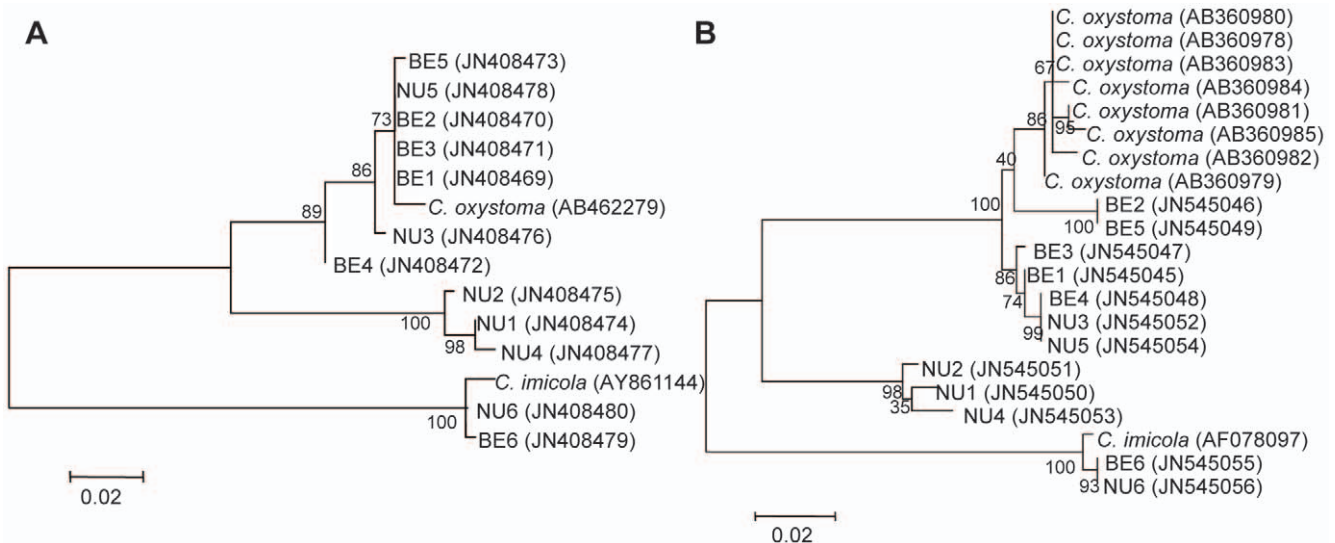 A
BE5 (JN408473)
NU5 (JN408478)
73
BE2 (JN408470)
BE3 (JN408471)
86
BE1 (JN408469)
C. oxystoma (AB462279)
89
NU3 (JN408476)
BE4 (JN408472)
NU2 (JN408475)
100
NU1 (JN408474)
98
NU4 (JN408477)
C. imicola (AY861144)
NU6 (JN408480)
100
BE6 (JN408479)
0.02
B
C. oxystoma (AB360980)
C. oxystoma (AB360978)
67
C. oxystoma (AB360983)
C. oxystoma (AB360984)
C. oxystoma (AB360981)
86
95
C. oxystoma (AB360985)
C. oxystoma (AB360982)
40
C. oxystoma (AB360979)
100
BE2 (JN545046)
100
BE5 (JN545049)
BE3 (JN545047)
86
BE1 (JN545045)
74
BE4 (JN545048)
NU3 (JN545052)
99
NU5 (JN545054)
NU2 (JN545051)
98
NU1 (JN545050)
35
NU4 (JN545053)
C. imicola (AF078097)
100
BE6 (JN545055)
93
NU6 (JN545056)
0.02